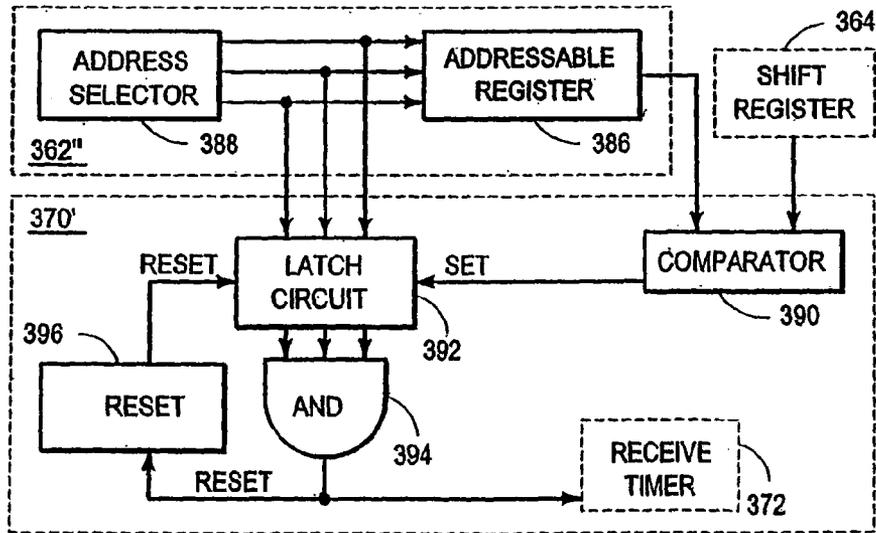 ADDRESS
SELECTOR
388
ADDRESSABLE
REGISTER
386
364
SHIFT
REGISTER
362"
370'
RESET
LATCH
CIRCUIT
392
SET
COMPARATOR
390
396
RESET
AND
394
RECEIVE
TIMER
372
RESET